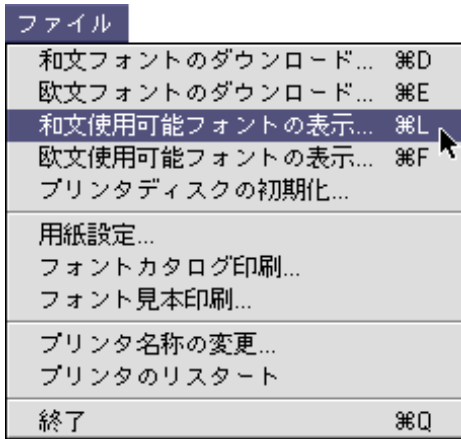 ファイル
和文フォントのダウンロード... ⌘D
欧文フォントのダウンロード... ⌘E
和文使用可能フォントの表示... ⌘L
欧文使用可能フォントの表示... ⌘F
プリンタディスクの初期化...
用紙設定...
フォントカタログ印刷...
フォント見本印刷...
プリンタ名称の変更...
プリンタのリスタート
終了 ⌘Q